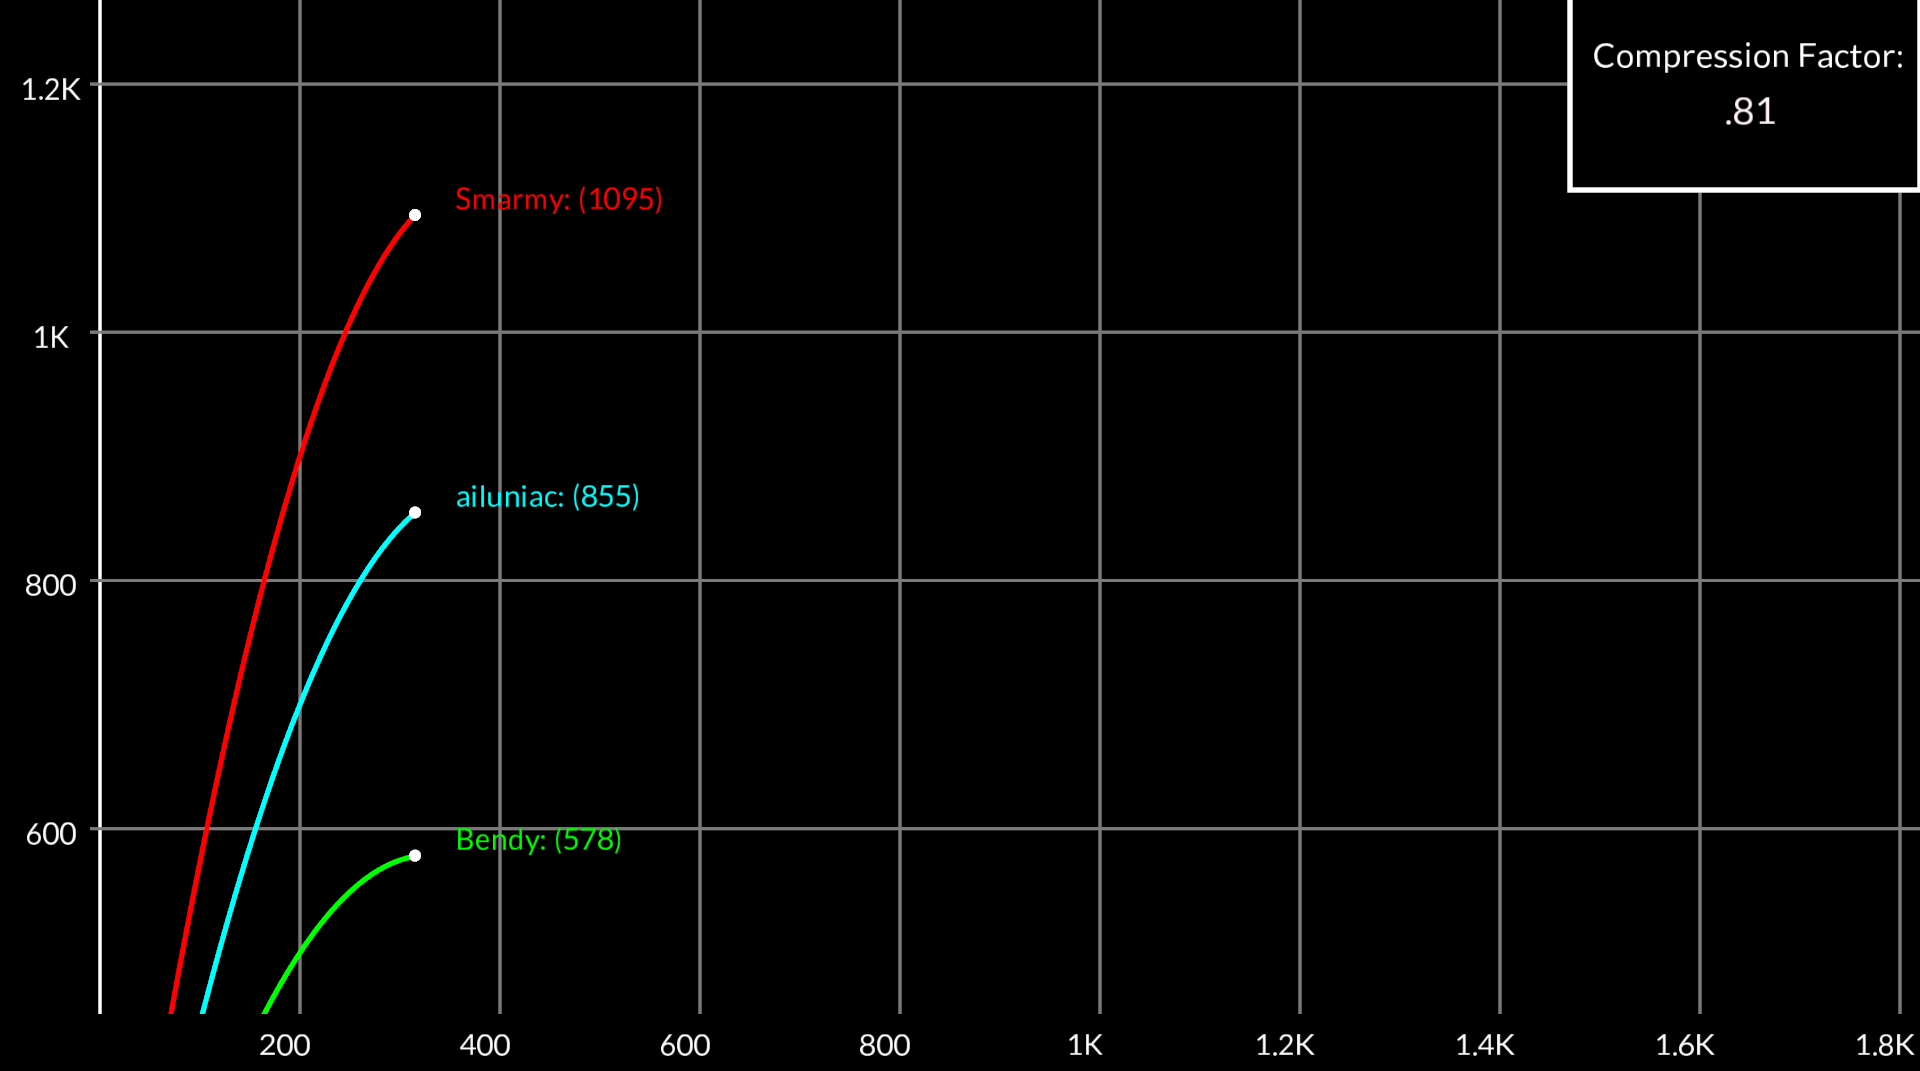 Compression Factor:
.81
1.2K
Smarmy: (1095)
1K
ailuniac: (855)
800
Bendy: (578)
600
200 400 600 800 1K 1.2K 1.4K 1.6K 1.8K